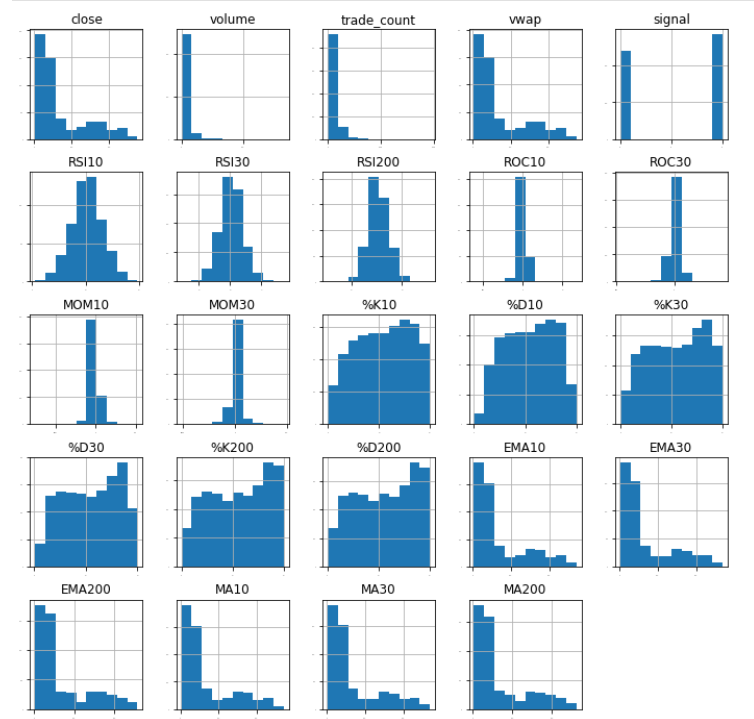 close volume trade_count vwap signal
RSI10 RSI30 RSI200 ROC10 ROC30
MOM10 MOM30 %K10 %D10 %K30
%D30 %K200 %D200 EMA10 EMA30
EMA200 MA10 MA30 MA200